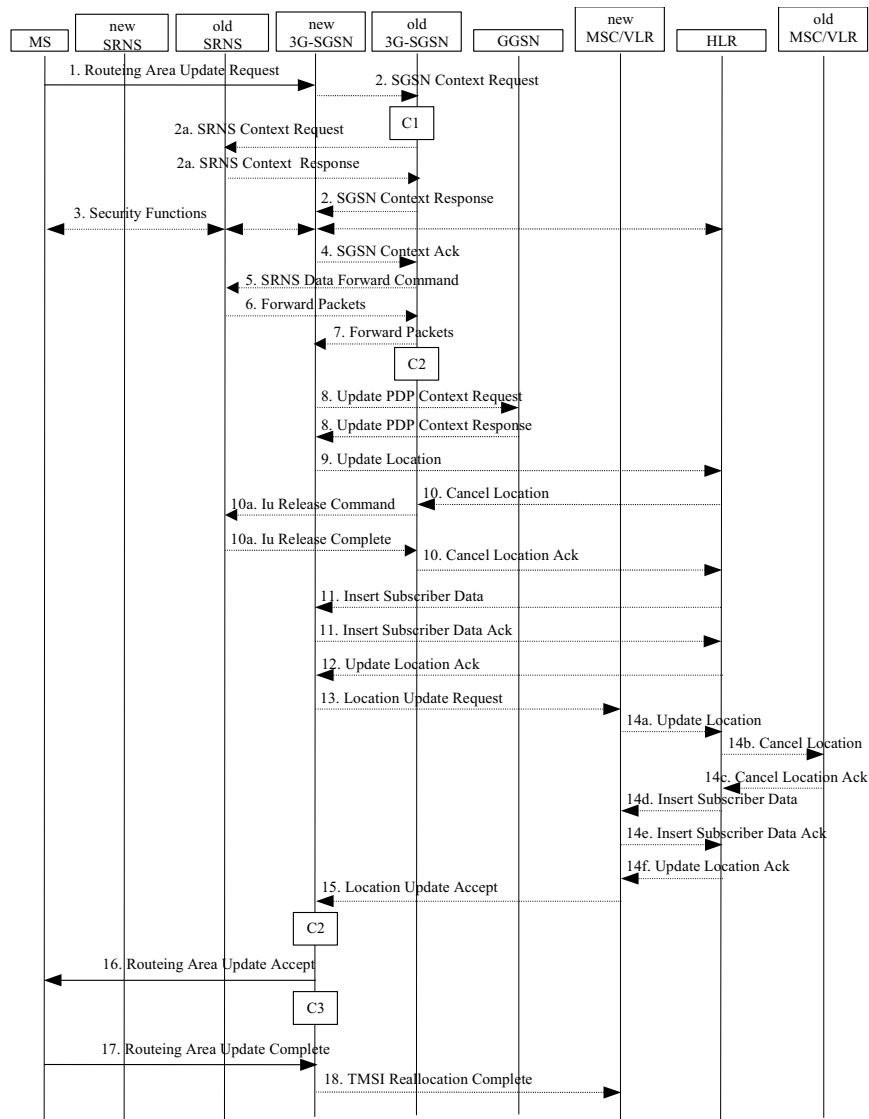 MS
new
SRNS
old
SRNS
new
3G-SGSN
old
3G-SGSN
GGSN
new
MSC/VLR
HLR
old
MSC/VLR
1. Routeing Area Update Request
2. SGSN Context Request
C1
2a. SRNS Context Request
2a. SRNS Context Response
2. SGSN Context Response
3. Security Functions
4. SGSN Context Ack
5. SRNS Data Forward Command
6. Forward Packets
7. Forward Packets
C2
8. Update PDP Context Request
8. Update PDP Context Response
9. Update Location
10. Cancel Location
10a. Iu Release Command
10a. Iu Release Complete
10. Cancel Location Ack
11. Insert Subscriber Data
11. Insert Subscriber Data Ack
12. Update Location Ack
13. Location Update Request
14a. Update Location
14b. Cancel Location
14c. Cancel Location Ack
14d. Insert Subscriber Data
14e. Insert Subscriber Data Ack
14f. Update Location Ack
15. Location Update Accept
C2
16. Routeing Area Update Accept
C3
17. Routeing Area Update Complete
18. TMSI Reallocation Complete